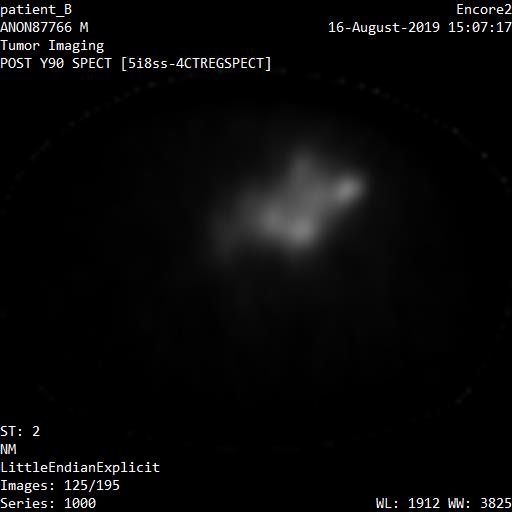 patient_B
Encore2
ANON87766 M
16-August-2019 15:07:17
Tumor Imaging
POST Y90 SPECT [5i8ss-4CTREGSPECT]
ST: 2
NM
LittleEndianExplicit
Images: 125/195
Series: 1000
WL: 1912 WW: 3825